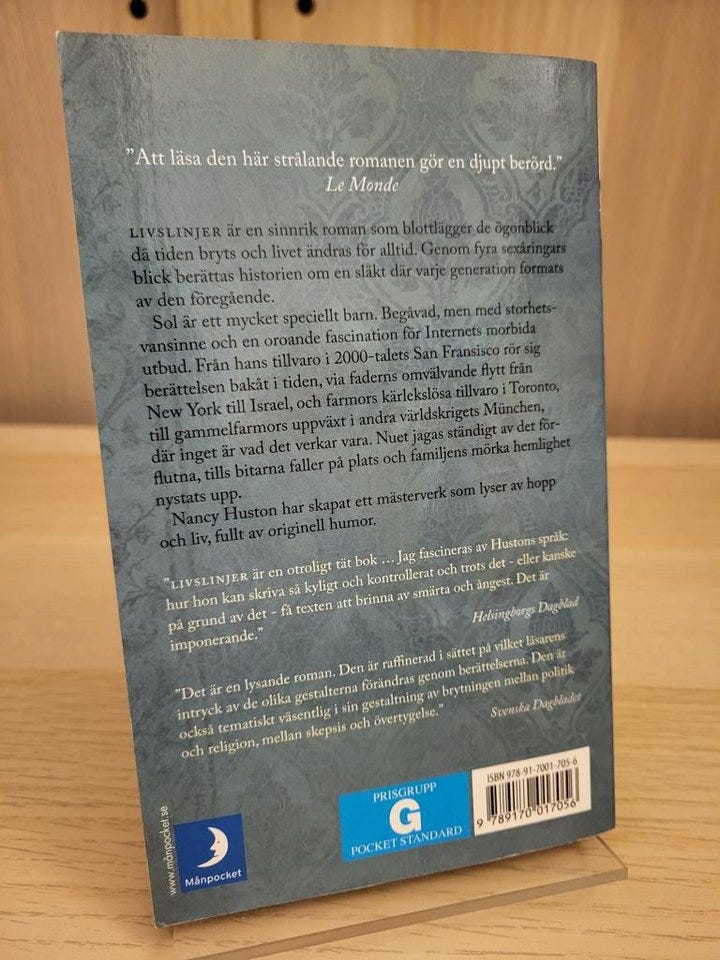 ”Att läsa den här strålande romanen gör en djupt berörd.”
Le Monde
LIVSLINJER är en sinnrik roman som blottlägger de ögonblick
då tiden bryts och livet ändras för alltid. Genom fyra sexåringars
blick berättas historien om en släkt där varje generation formats
av den föregående.
Sol är ett mycket speciellt barn. Begåvad, men med storhets-
vansinne och en oroande fascination för Internets morbida
utbud. Från hans tillvaro i 2000-talets San Fransisco rör sig
berättelsen bakåt i tiden, via faderns omvälvande flytt från
New York till Israel, och farmors kärlekslösa tillvaro i Toronto,
till gammelfarmors uppväxt i andra världskrigets München,
där inget är vad det verkar vara. Nuet jagas ständigt av det för-
flutna, tills bitarna faller på plats och familjens mörka hemlighet
nystats upp.
Nancy Huston har skapat ett mästerverk som lyser av hopp
och liv, fullt av originell humor.
”LIVSLINJER är en otroligt tät bok ... Jag fascineras av Hustons språk:
hur hon kan skriva så kyligt och kontrollerat och trots det - eller kanske
på grund av det - få texten att brinna av smärta och ångest. Det är
imponerande.”
Helsingborgs Dagblad
”Det är en lysande roman. Den är raffinerad i sättet på vilket läsarens
intryck av de olika gestalterna förändras genom berättelserna. Den är
också tematiskt väsentlig i sin gestaltning av brytningen mellan politik
och religion, mellan skepsis och övertygelse.”
Svenska Dagbladet
www.månpocket.se
Månpocket
PRISGRUPP
G
POCKET STANDARD
ISBN 978-91-7001-705-6
9 789170 017056